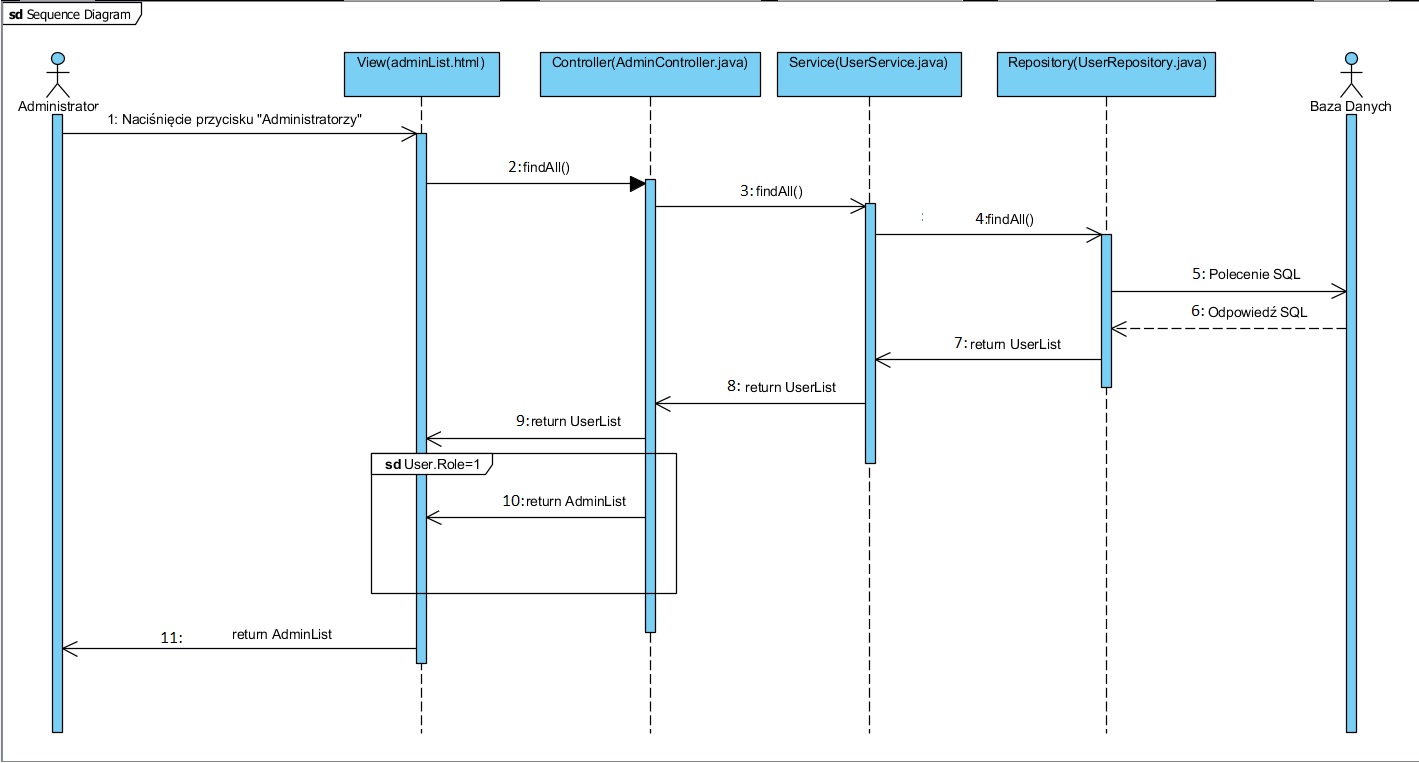 sd Sequence Diagram
View(adminList.html)
Controller(AdminController.java)
Service(UserService.java)
Repository(UserRepository.java)
Administrator
Baza Danych
1: Naciśnięcie przycisku "Administratorzy"
2:findAll()
3:findAll()
:
4:findAll()
5: Polecenie SQL
6: Odpowiedź SQL
7:return UserList
8: return UserList
9:return UserList
sd User.Role=1
10:return AdminList
11: return AdminList